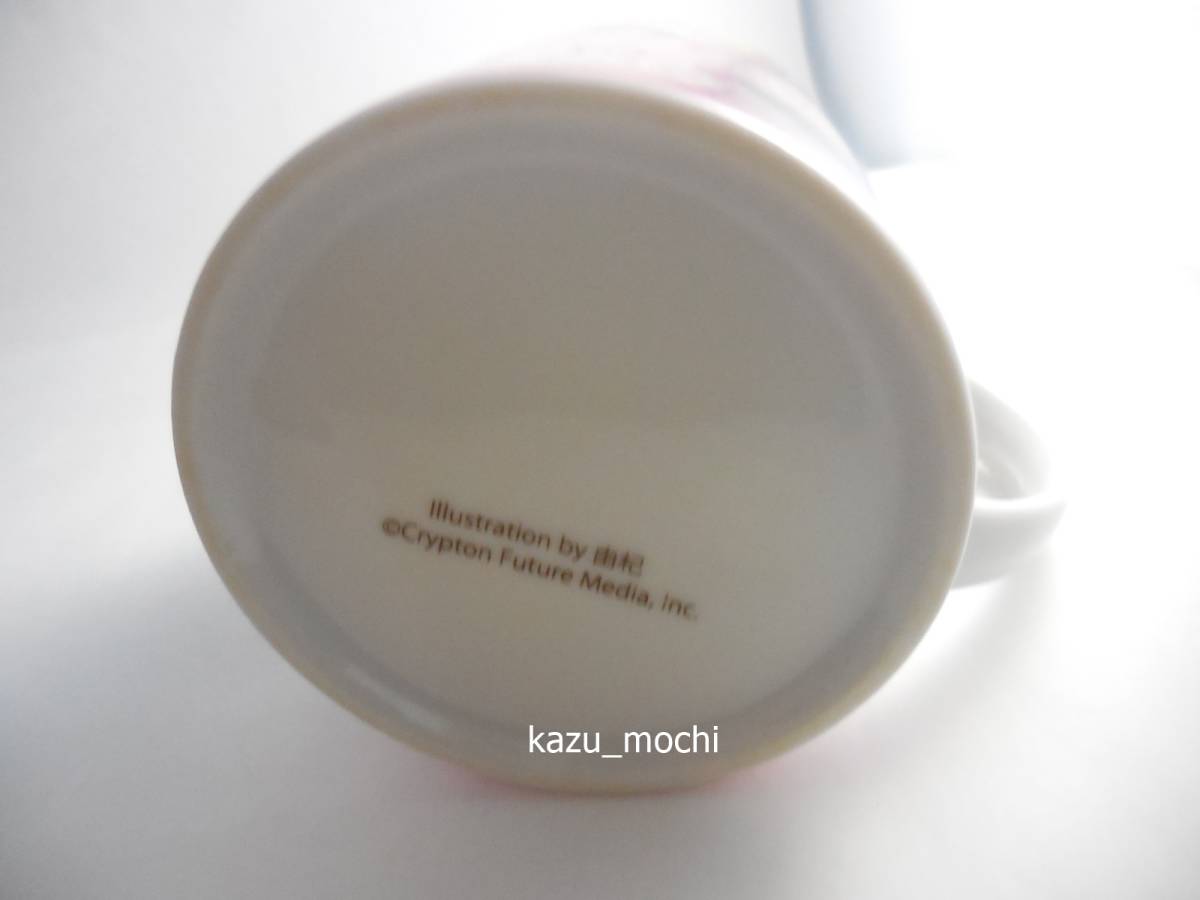 Illustration by 由杞
©Crypton Future Media, Inc.
kazu_mochi